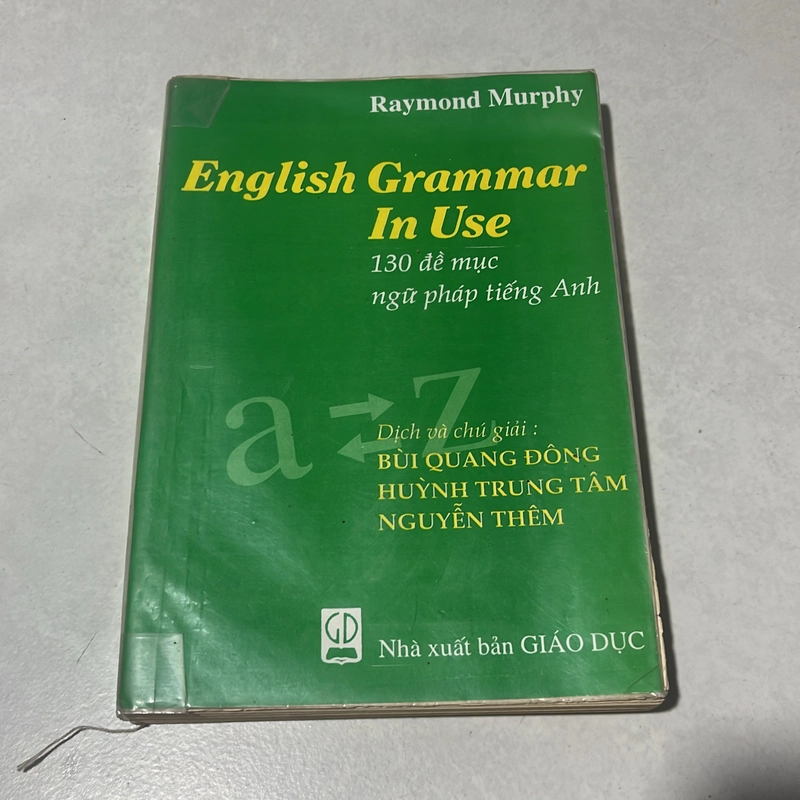 Raymond Murphy
English Grammar
In Use
130 đề mục
ngữ pháp tiếng Anh
a z
Dịch và chú giải :
BÙI QUANG ĐÔNG
HUỲNH TRUNG TÂM
NGUYỄN THÊM
GD
Nhà xuất bản GIÁO DỤC